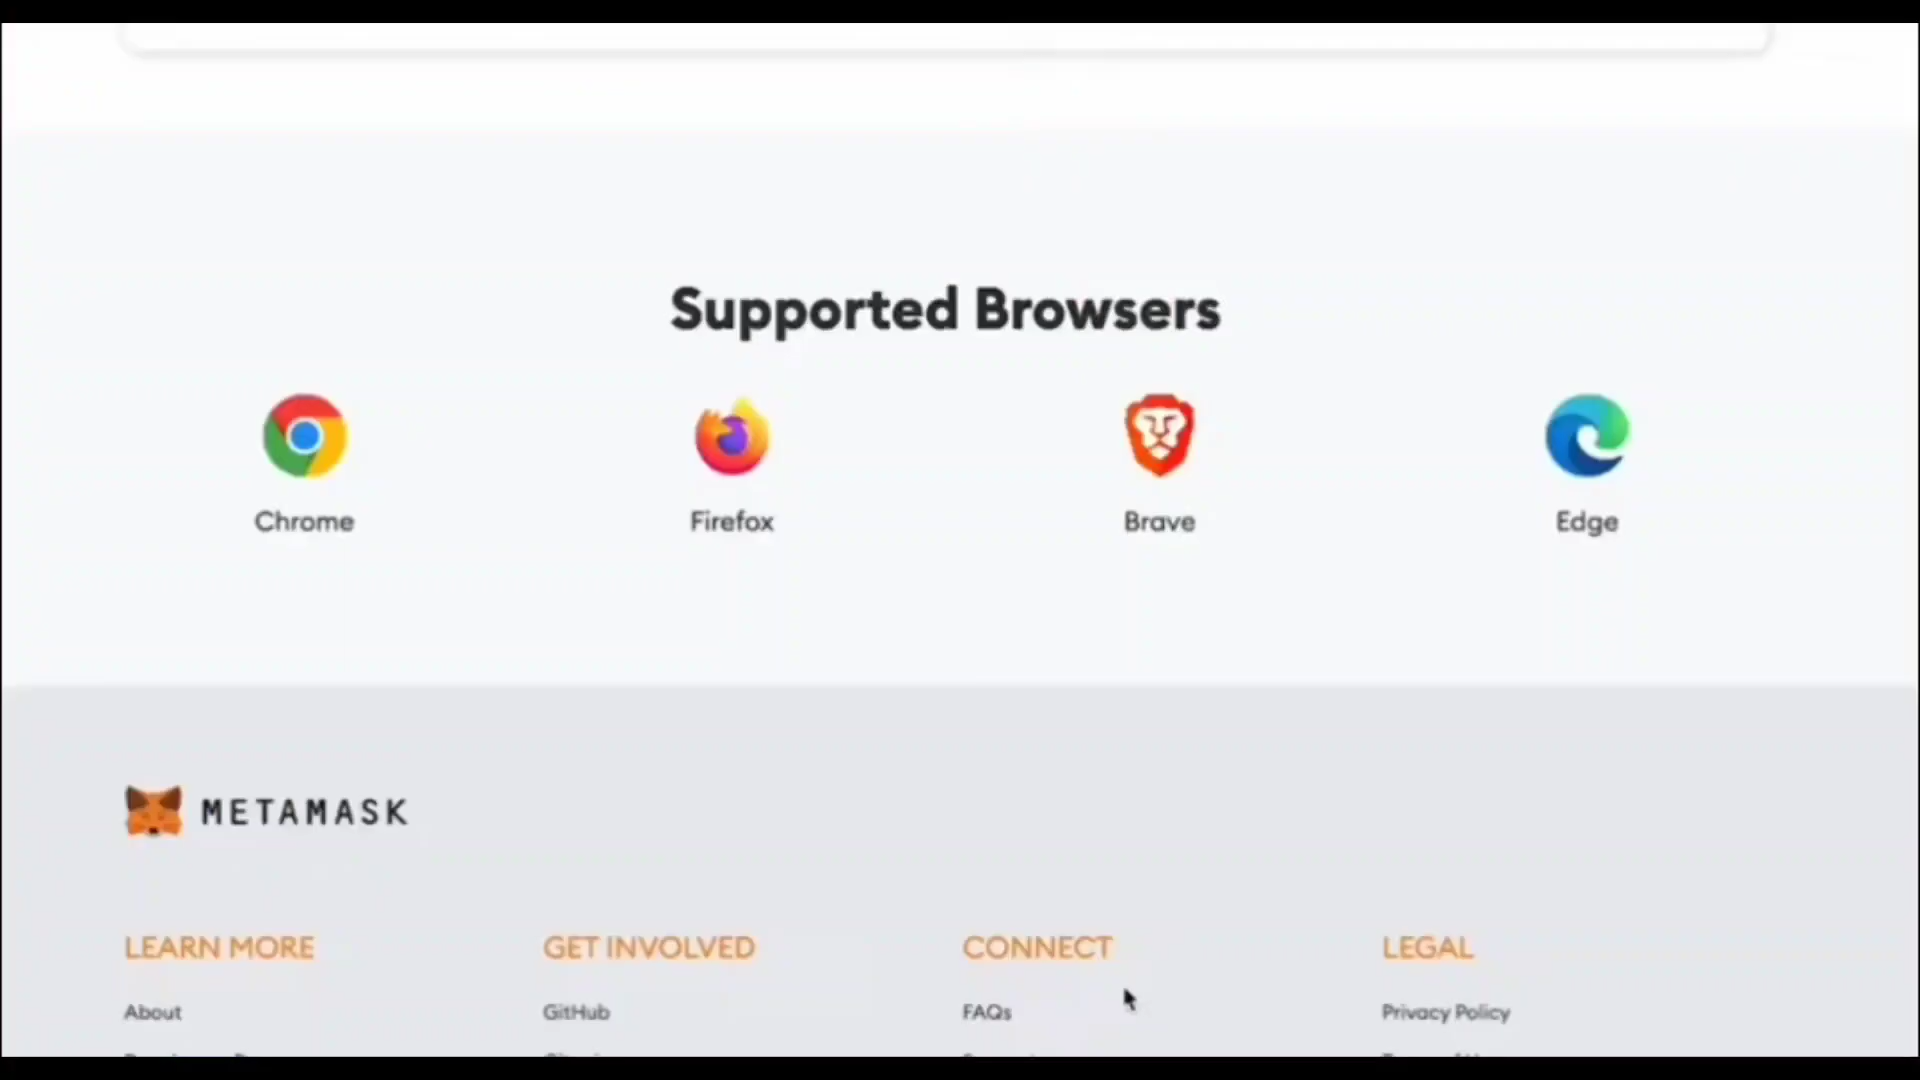 Supported Browsers
Chrome Firefox Brave Edge
METAMASK
LEARN MORE GET INVOLVED CONNECT LEGAL
About GitHub FAQs Privacy Policy